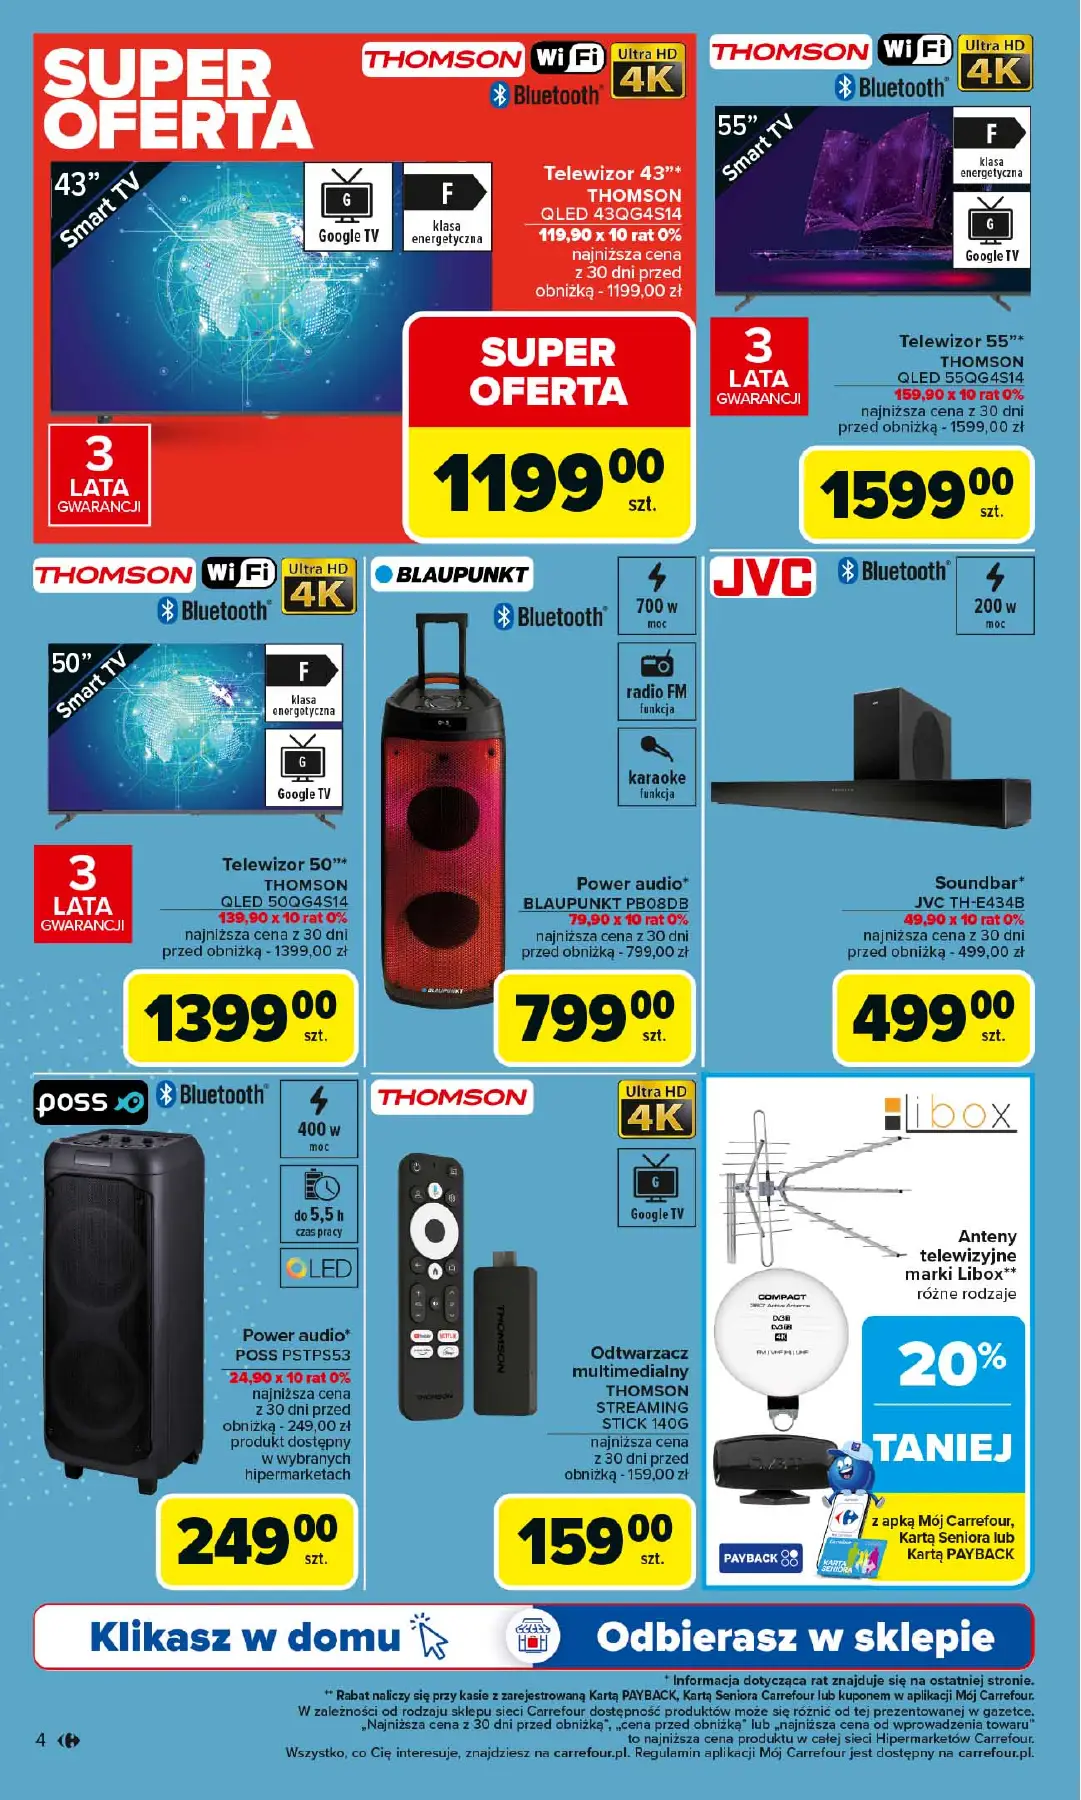 SUPER
OFERTA
THOMSON
WiFi
Ultra HD
4K
Bluetooth®
43”
Smart TV
G
Google TV
F
klasa
energetyczna
Telewizor 43”*
THOMSON
QLED 43QG4S14
119,90 x 10 rat 0%
najniższa cena
z 30 dni przed
obniżką - 1199,00 zł
3
LATA
GWARANCJI
SUPER
OFERTA
1199 00
szt.
THOMSON
WiFi
Ultra HD
4K
Bluetooth®
55”
Smart TV
F
klasa
energetyczna
G
Google TV
3
LATA
GWARANCJI
Telewizor 55”*
THOMSON
QLED 55QG4S14
159,90 x 10 rat 0%
najniższa cena z 30 dni
przed obniżką - 1599,00 zł
1599 00
szt.
THOMSON
WiFi
Ultra HD
4K
Bluetooth®
50”
Smart TV
F
klasa
energetyczna
G
Google TV
3
LATA
GWARANCJI
Telewizor 50”*
THOMSON
QLED 50QG4S14
139,90 x 10 rat 0%
najniższa cena z 30 dni
przed obniżką - 1399,00 zł
1399 00
szt.
BLAUPUNKT
Bluetooth®
700 w
moc
radio FM
funkcja
karaoke
funkcja
BLAUPUNKT
Power audio*
BLAUPUNKT PB08DB
79,90 x 10 rat 0%
najniższa cena z 30 dni
przed obniżką - 799,00 zł
799 00
szt.
JVC
Bluetooth®
200 w
moc
Soundbar*
JVC TH-E434B
49,90 x 10 rat 0%
najniższa cena z 30 dni
przed obniżką - 499,00 zł
499 00
szt.
poss
Bluetooth®
400 w
moc
do 5,5 h
czas pracy
OLED
Power audio*
POSS PSTPS53
24,90 x 10 rat 0%
najniższa cena
z 30 dni przed
obniżką - 249,00 zł
produkt dostępny
w wybranych
hipermarketach
249 00
szt.
THOMSON
Ultra HD
4K
G
Google TV
THOMSON
Odtwarzacz
multimedialny
THOMSON
STREAMING
STICK 140G
najniższa cena
z 30 dni przed
obniżką - 159,00 zł
159 00
szt.
Libox
Anteny
telewizyjne
marki Libox**
różne rodzaje
COMPACT
20%
TANIEJ
z apką Mój Carrefour,
Kartą Seniora lub
Kartą PAYBACK
PAYBACK
KARTA
SENIORA
Klikasz w domu
Odbierasz w sklepie
* Informacja dotycząca rat znajduje się na ostatniej stronie.
** Rabat naliczy się przy kasie z zarejestrowaną Kartą PAYBACK, Kartą Seniora Carrefour lub kuponem w aplikacji Mój Carrefour.
W zależności od rodzaju sklepu sieci Carrefour dostępność produktów może się różnić od tej prezentowanej w gazetce.
„Najniższa cena z 30 dni przed obniżką”, „cena przed obniżką” lub „najniższa cena od wprowadzenia towaru”
to najniższa cena produktu w całej sieci Hipermarketów Carrefour.
Wszystko, co Cię interesuje, znajdziesz na carrefour.pl. Regulamin aplikacji Mój Carrefour jest dostępny na carrefour.pl.
4